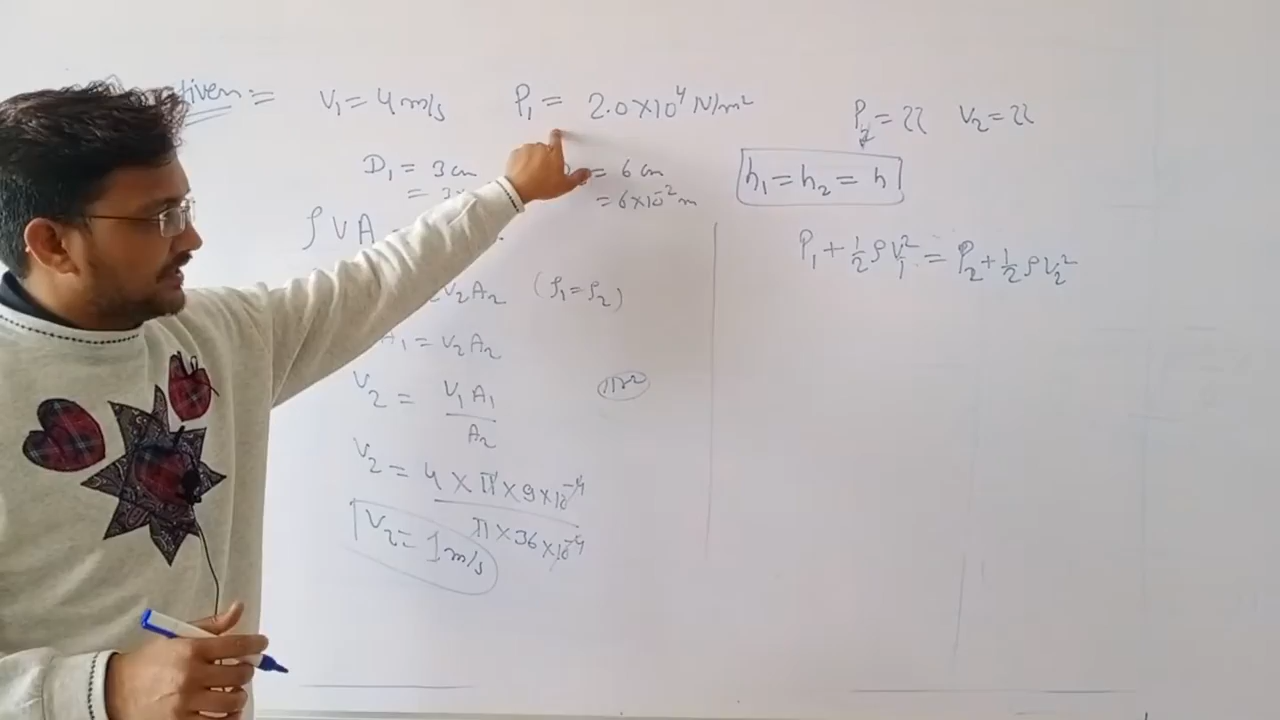 Given = V₁ = 4 m/s P₁ = 2.0×10⁴ N/m² P₂ = ?? V₂ = ??
D₁ = 3 cm = 6 cm
= 6×10⁻² m
h₁ = h₂ = h
ρ V A
P₁ + ½ ρ V₁² = P₂ + ½ ρ V₂²
V₂ A₂ (ρ₁ = ρ₂)
A₁ = V₂ A₂
V₂ = V₁ A₁ / A₂
πr²
V₂ = 4 × π × 9 × 10⁻⁴ / π × 36 × 10⁻⁴
V₂ = 1 m/s